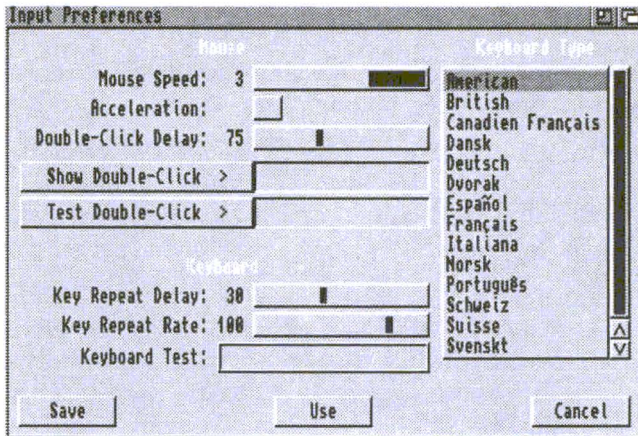 Input Preferences
Mouse
Mouse Speed: 3
Acceleration:
Double-Click Delay: 75
Show Double-Click >
Test Double-Click >
Keyboard
Key Repeat Delay: 30
Key Repeat Rate: 100
Keyboard Test:
Keyboard Type
American
British
Canadien Français
Dansk
Deutsch
Dvorak
Español
Français
Italiana
Norsk
Português
Schweiz
Suisse
Svenskt
Save
Use
Cancel